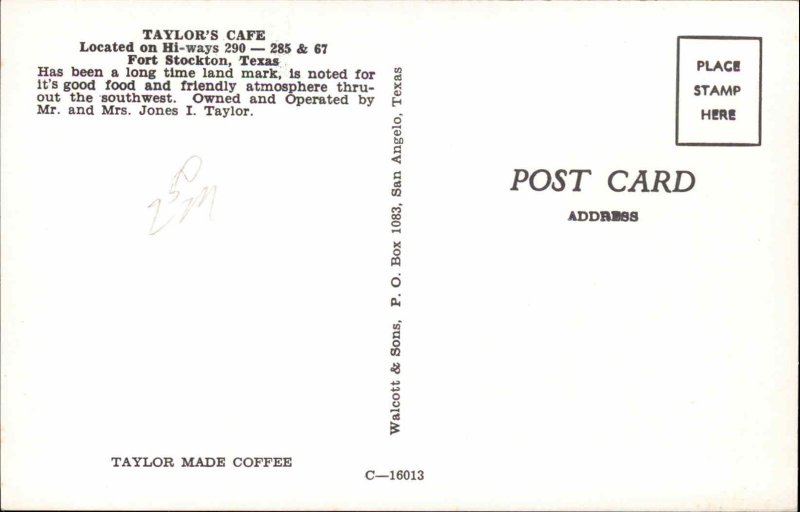 TAYLOR'S CAFE
Located on Hi-ways 290 — 285 & 67
Fort Stockton, Texas
Has been a long time land mark, is noted for
it's good food and friendly atmosphere thru-
out the southwest. Owned and Operated by
Mr. and Mrs. Jones I. Taylor.
TAYLOR MADE COFFEE
Walcott & Sons, P. O. Box 1083, San Angelo, Texas
C—16013
PLACE
STAMP
HERE
POST CARD
ADDRESS